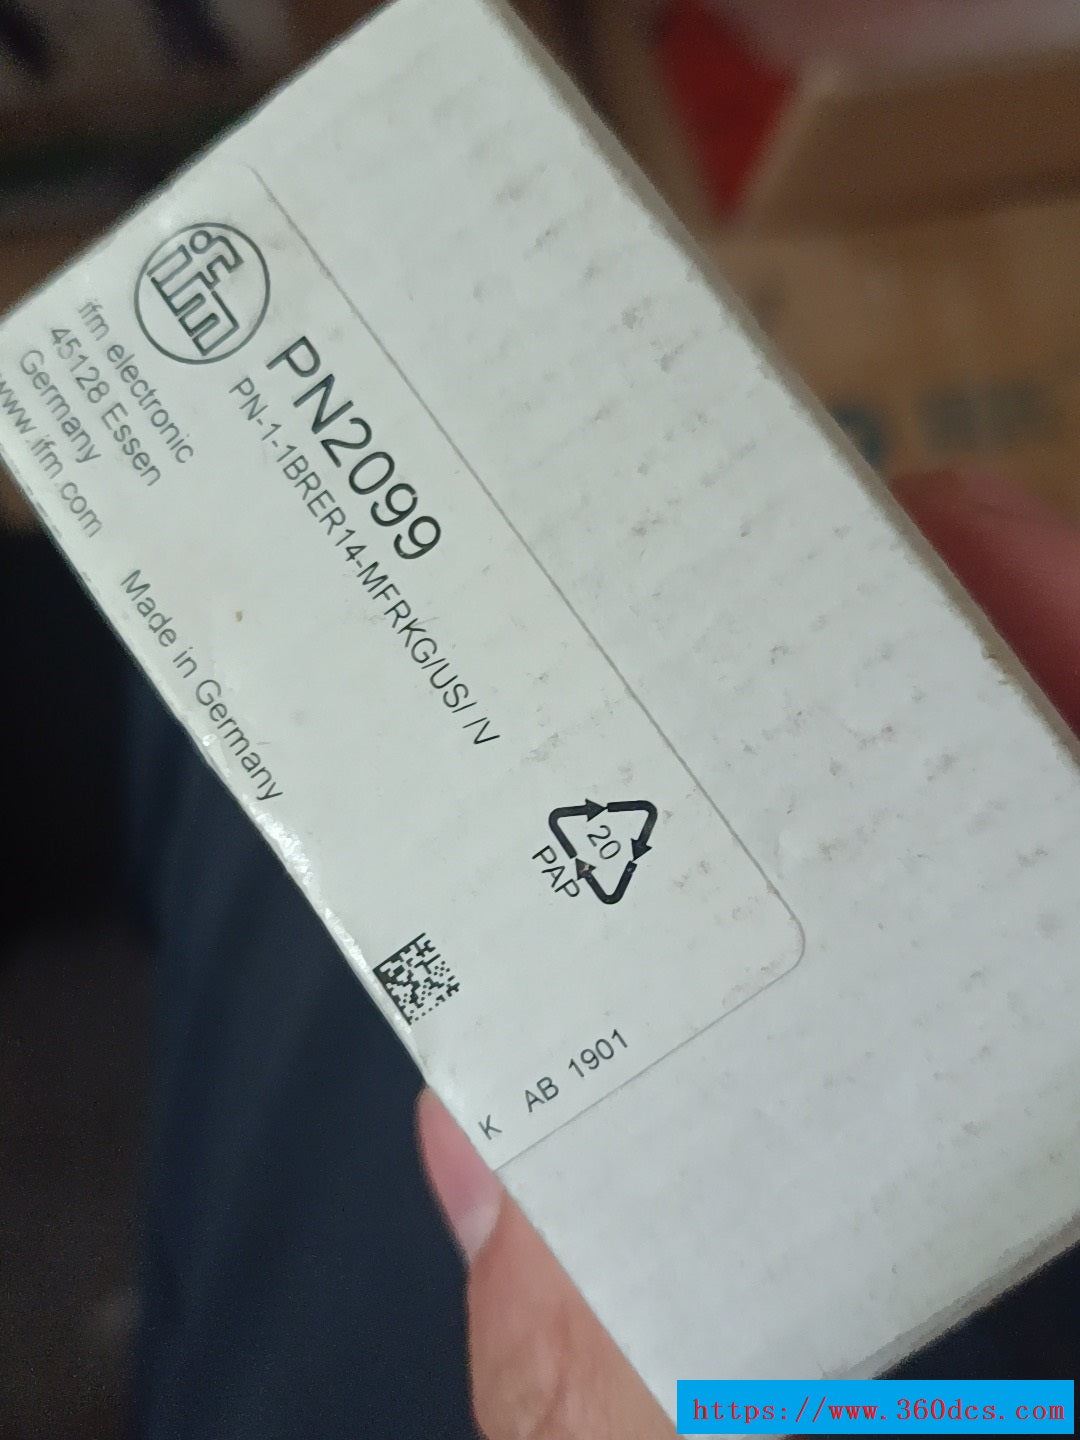 ifm
ifm electronic
45128 Essen
Germany
www.ifm.com
PN2099
PN-1-1BRER14-MFRKG/US/ /V
Made in Germany
20
PAP
K AB 1901
https://www.360dcs.com